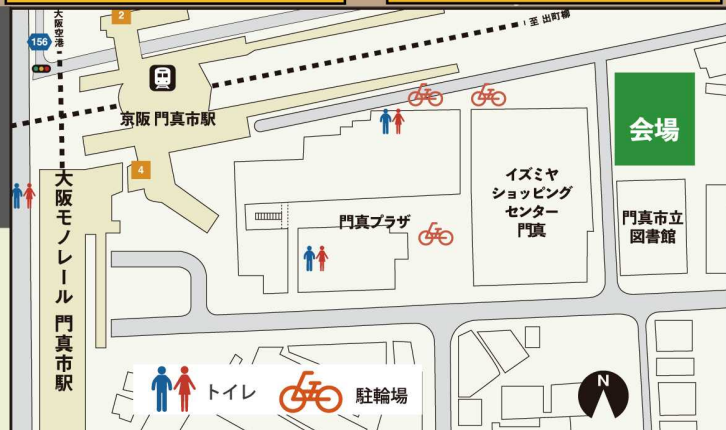 大阪空港
2
至 出町柳
156
京阪 門真市駅
会場
4
イズミヤ
ショッピング
センター
門真
大阪モノレール 門真市駅
門真プラザ
門真市立
図書館
トイレ
駐輪場
N